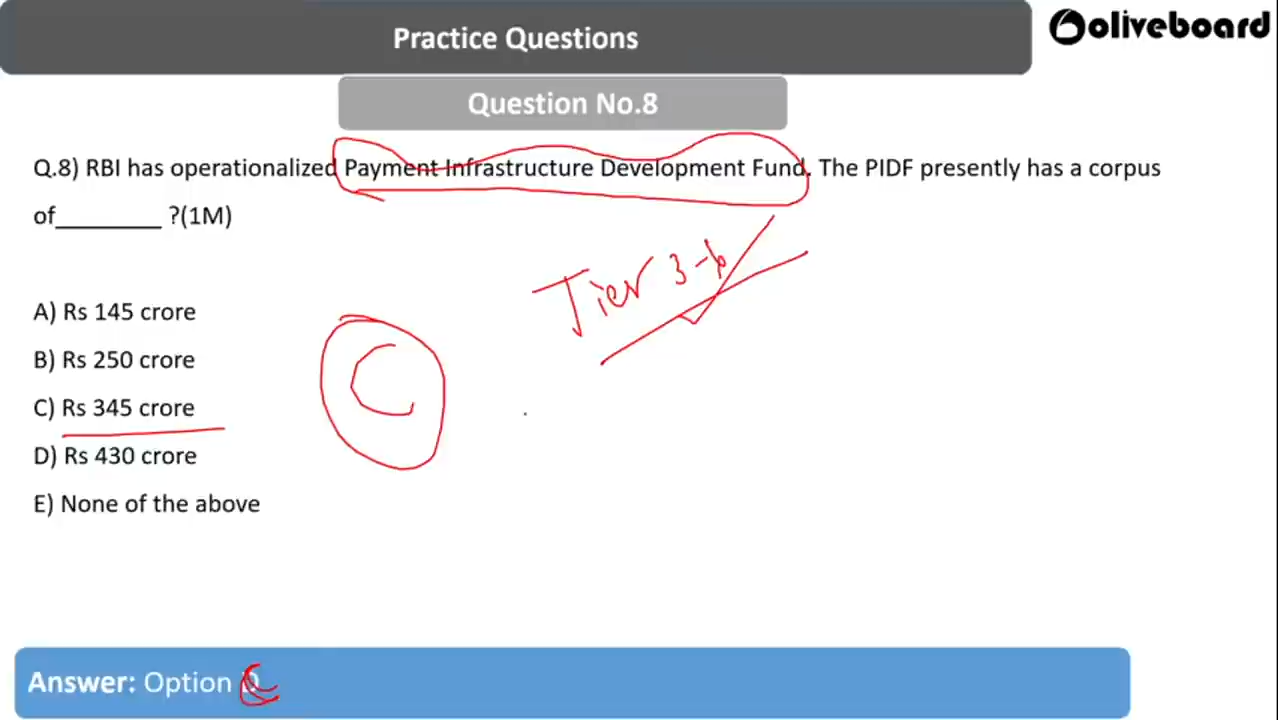 Practice Questions
oliveboard
Question No.8
Q.8) RBI has operationalized Payment Infrastructure Development Fund. The PIDF presently has a corpus
of________ ?(1M)
Tier 3-6
A) Rs 145 crore
B) Rs 250 crore
C) Rs 345 crore
C
D) Rs 430 crore
E) None of the above
Answer: Option C